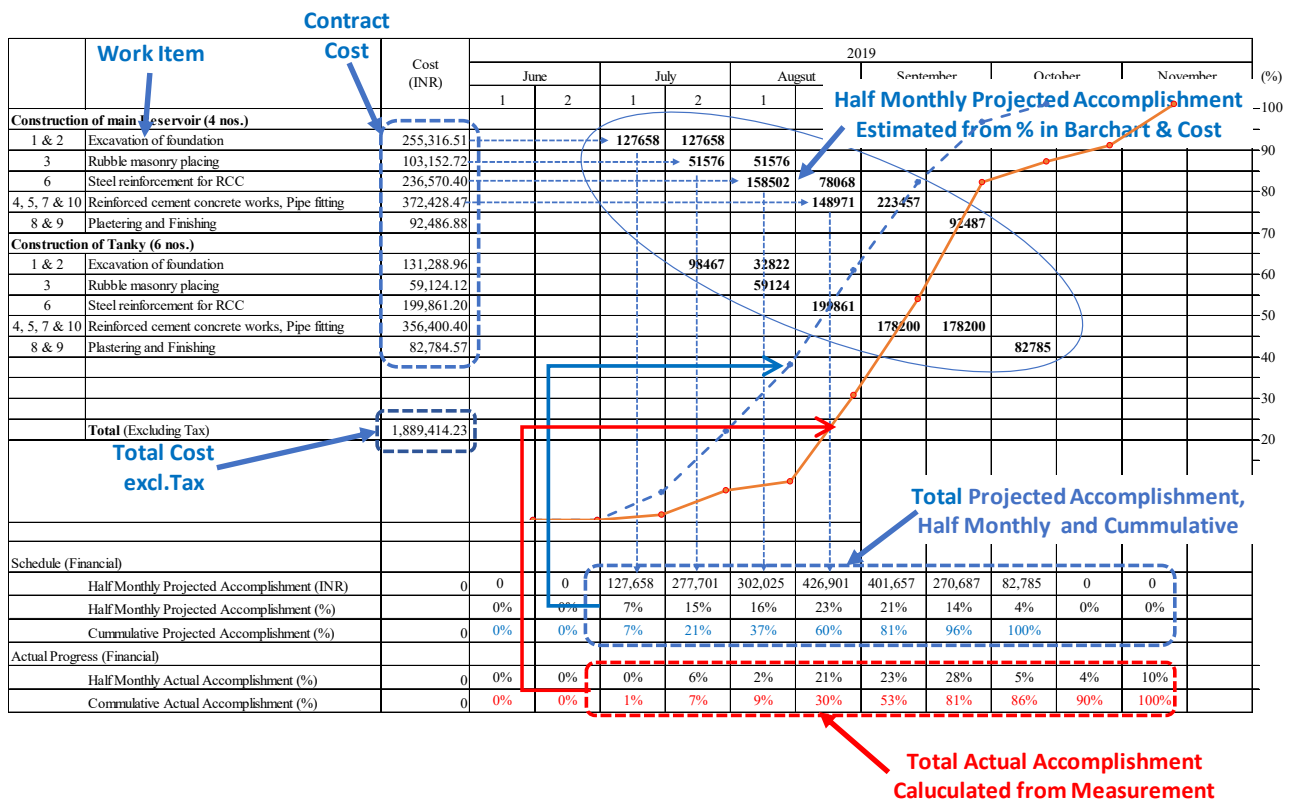 Contract
Cost
Work Item
Cost
(INR)
2019
June July Augsut September October November (%)
1 2 1 2 1
Half Monthly Projected Accomplishment
Estimated from % in Barchart & Cost
100
Construction of main Reservoir (4 nos.)
1 & 2 Excavation of foundation 255,316.51 127658 127658
90
3 Rubble masonry placing 103,152.72 51576 51576
6 Steel reinforcement for RCC 236,570.40 158502 78068
80
4, 5, 7 & 10 Reinforced cement concrete works, Pipe fitting 372,428.47 148971 223457
8 & 9 Plaetering and Finishing 92,486.88 92487
70
Construction of Tanky (6 nos.)
1 & 2 Excavation of foundation 131,288.96 98467 32822
60
3 Rubble masonry placing 59,124.12 59124
6 Steel reinforcement for RCC 199,861.20 199861
50
4, 5, 7 & 10 Reinforced cement concrete works, Pipe fitting 356,400.40 178200 178200
8 & 9 Plastering and Finishing 82,784.57 82785
40
30
Total (Excluding Tax) 1,889,414.23
20
Total Cost
excl.Tax
Total Projected Accomplishment,
Half Monthly and Cummulative
Schedule (Financial)
Half Monthly Projected Accomplishment (INR) 0 0 0 127,658 277,701 302,025 426,901 401,657 270,687 82,785 0 0
Half Monthly Projected Accomplishment (%) 0% 0% 7% 15% 16% 23% 21% 14% 4% 0% 0%
Cummulative Projected Accomplishment (%) 0 0% 0% 7% 21% 37% 60% 81% 96% 100%
Actual Progress (Financial)
Half Monthly Actual Accomplishment (%) 0 0% 0% 0% 6% 2% 21% 23% 28% 5% 4% 10%
Commulative Actual Accomplishment (%) 0 0% 0% 1% 7% 9% 30% 53% 81% 86% 90% 100%
Total Actual Accomplishment
Caluculated from Measurement